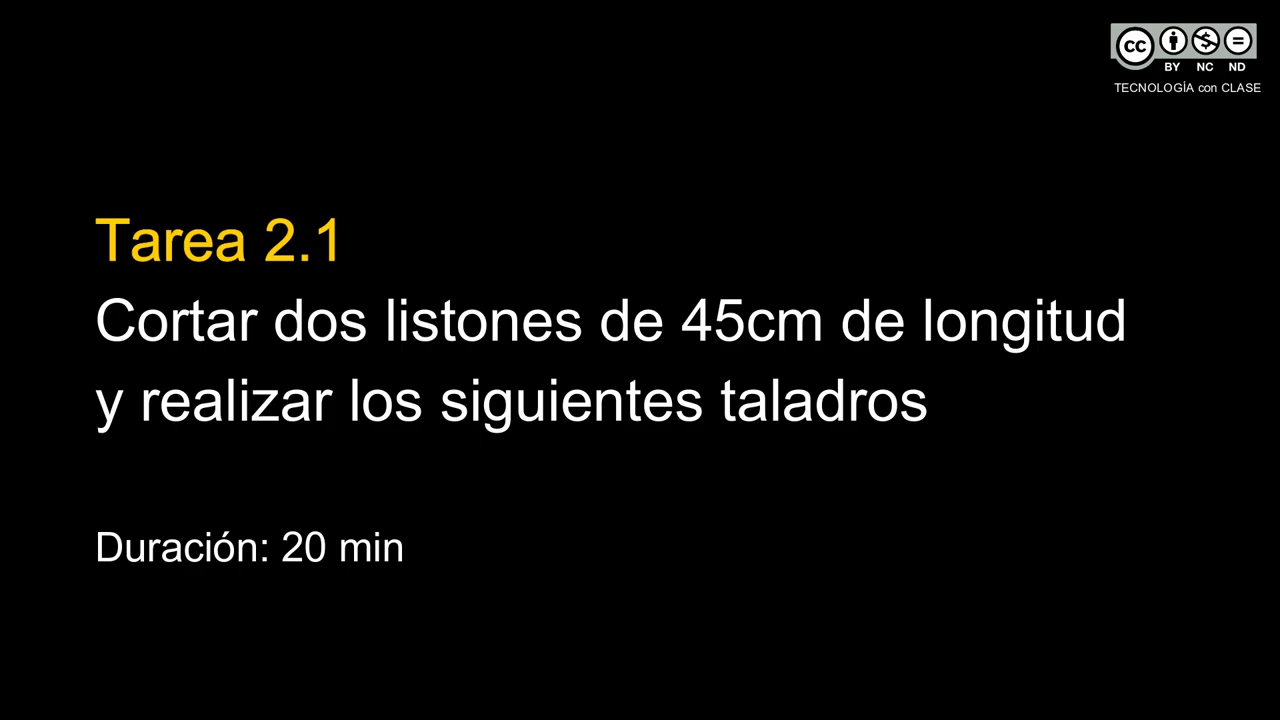 cc
BY NC ND
TECNOLOGÍA con CLASE
Tarea 2.1
Cortar dos listones de 45cm de longitud
y realizar los siguientes taladros
Duración: 20 min